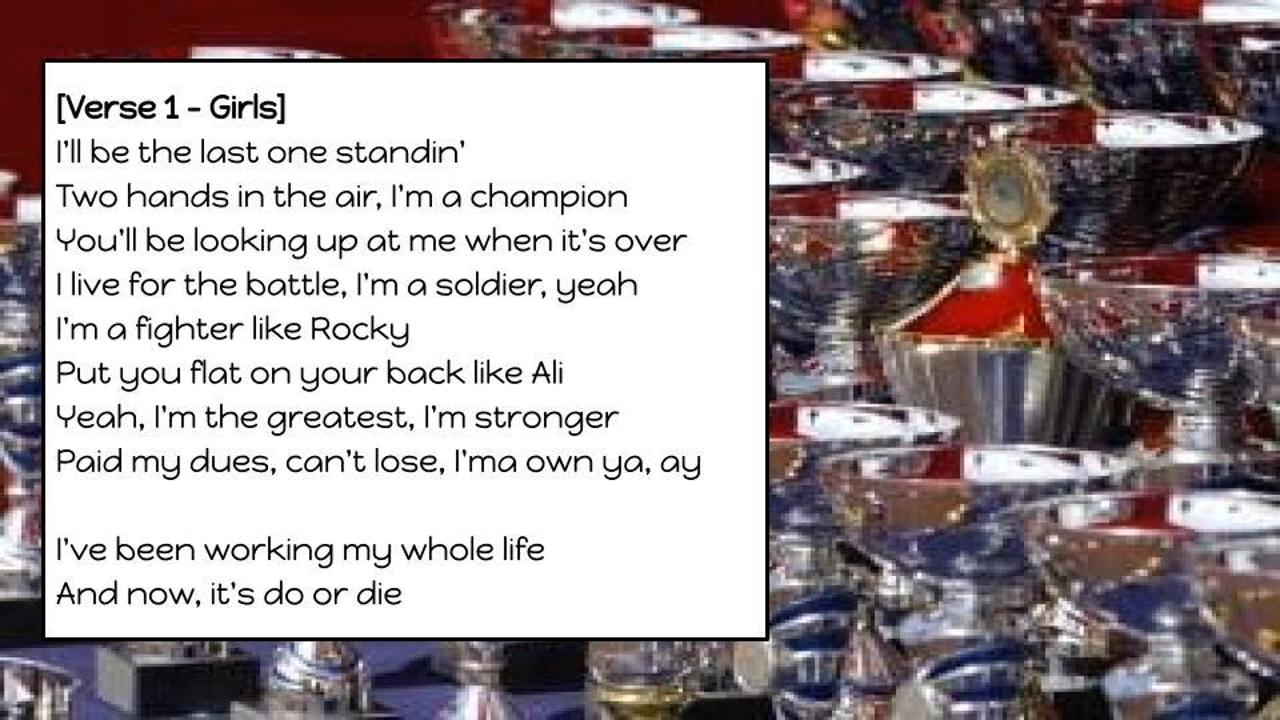 [Verse 1 - Girls]
I'll be the last one standin'
Two hands in the air, I'm a champion
You'll be looking up at me when it's over
I live for the battle, I'm a soldier, yeah
I'm a fighter like Rocky
Put you flat on your back like Ali
Yeah, I'm the greatest, I'm stronger
Paid my dues, can't lose, I'ma own ya, ay
I've been working my whole life
And now, it's do or die